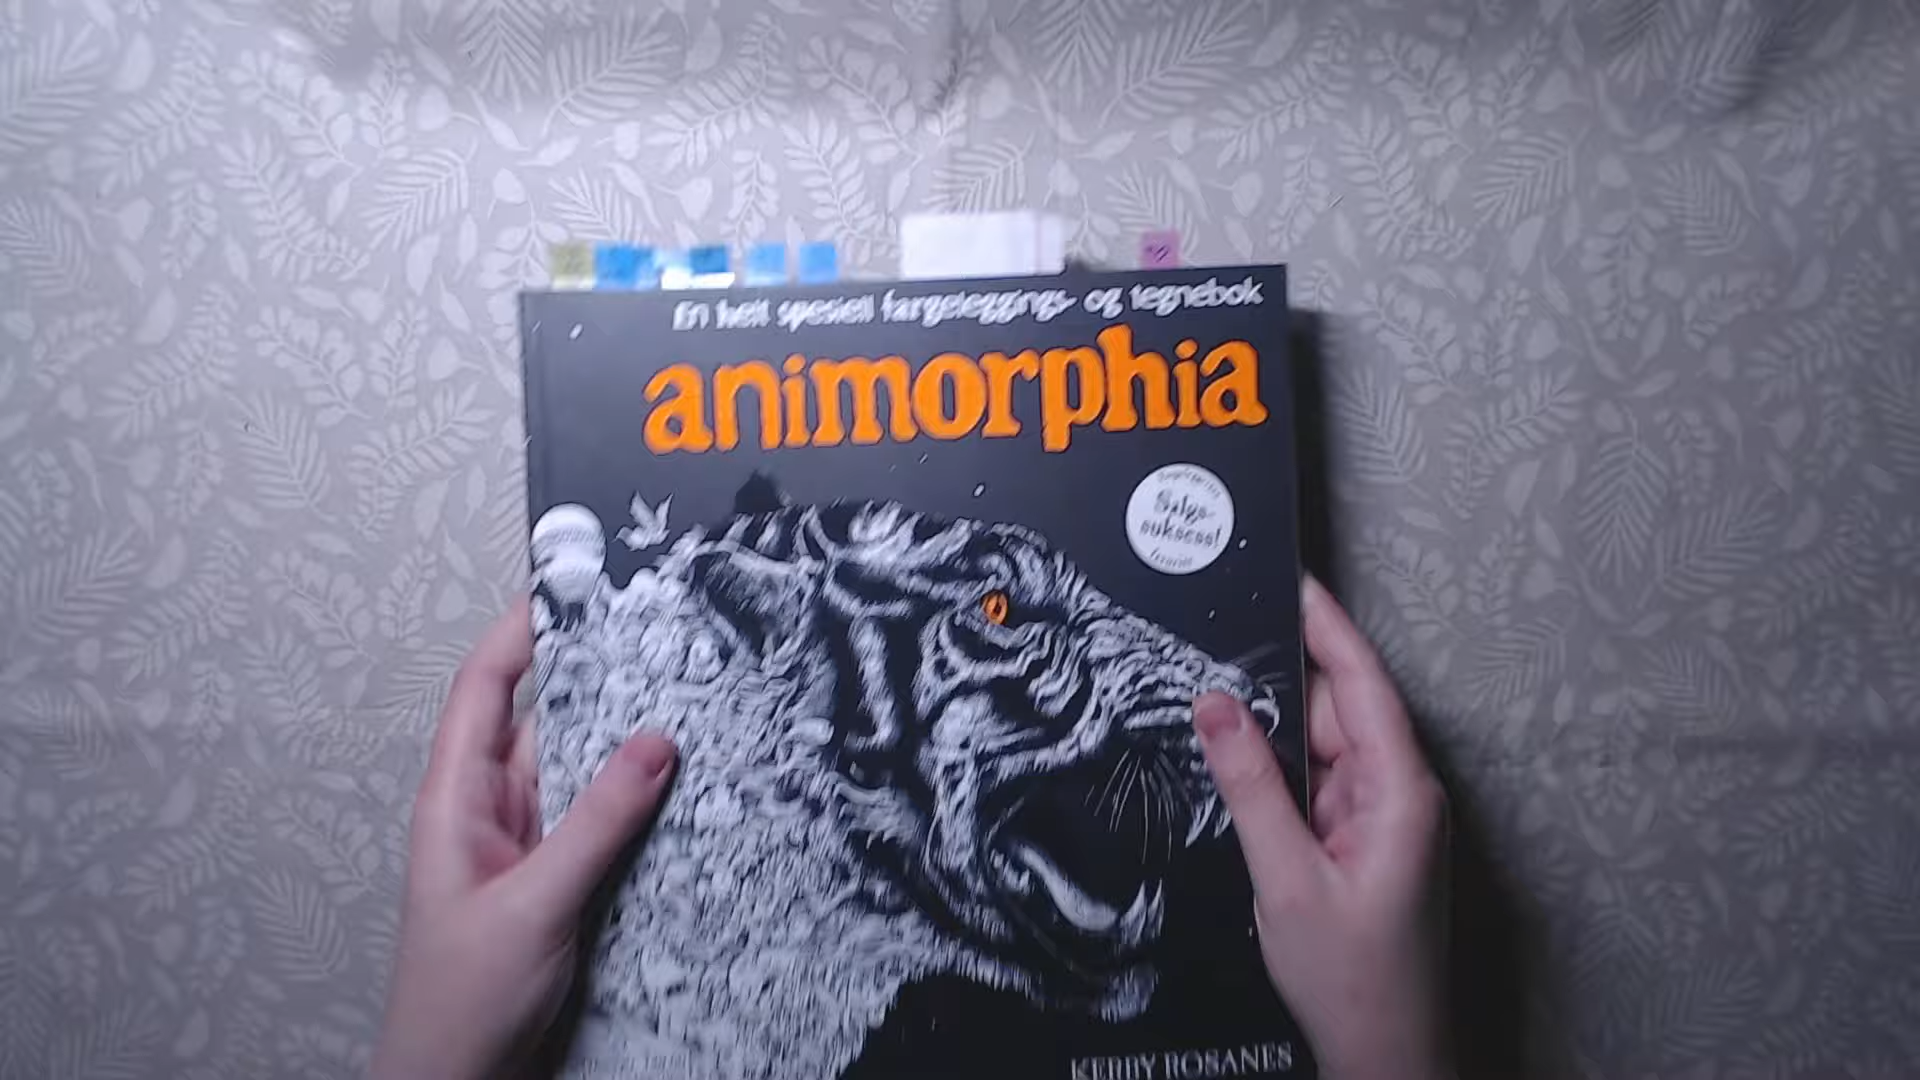 En helt spesiell fargeleggings- og tegnebok
animorphia
Salgs-
suksess!
KERBY ROSANES